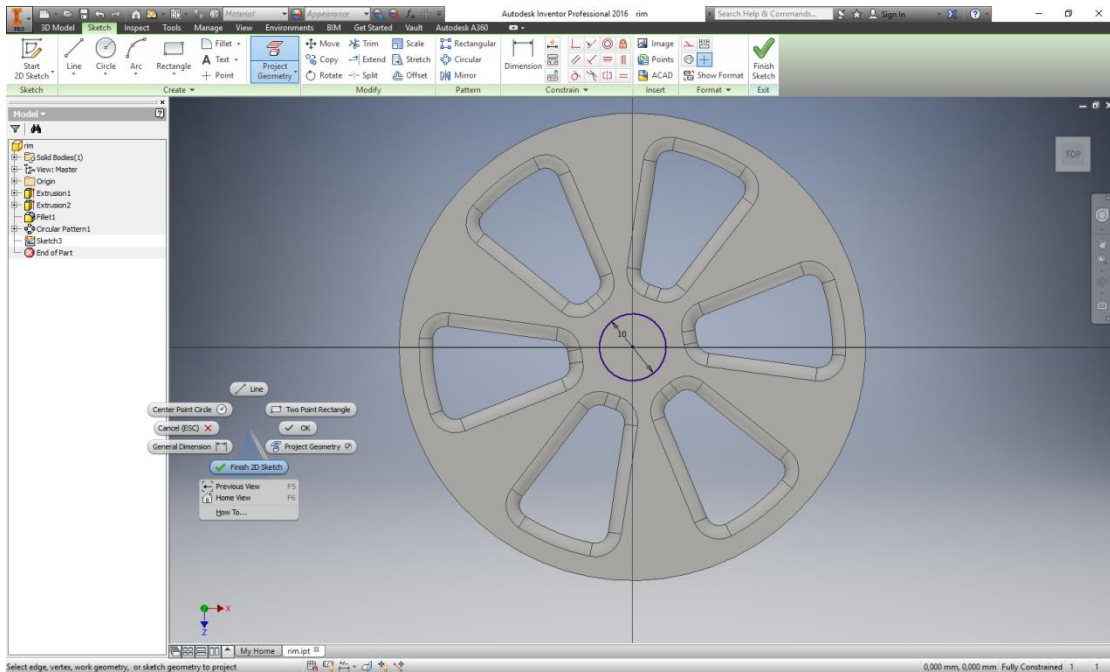 Material
Appearance
Autodesk Inventor Professional 2016 rim
Search Help & Commands...
Sign In
PRO
3D Model Sketch Inspect Tools Manage View Environments BIM Get Started Vault Autodesk A360
Start 2D Sketch
Line
Circle
Arc
Rectangle
Fillet
Text
Point
Project Geometry
Move
Copy
Rotate
Trim
Extend
Split
Scale
Stretch
Offset
Rectangular
Circular
Mirror
Dimension
Image
Points
ACAD
Show Format
Finish Sketch
Sketch
Create
Modify
Pattern
Constrain
Insert
Format
Exit
Model
rim
Solid Bodies(1)
View: Master
Origin
Extrusion1
Extrusion2
Fillet1
Circular Pattern1
Sketch3
End of Part
TOP
10
Line
Center Point Circle
Two Point Rectangle
Cancel (ESC)
OK
General Dimension
Project Geometry
Finish 2D Sketch
Previous View F5
Home View F6
How To...
X
Z
My Home rim.ipt
Select edge, vertex, work geometry, or sketch geometry to project
0,000 mm, 0,000 mm Fully Constrained 1 1